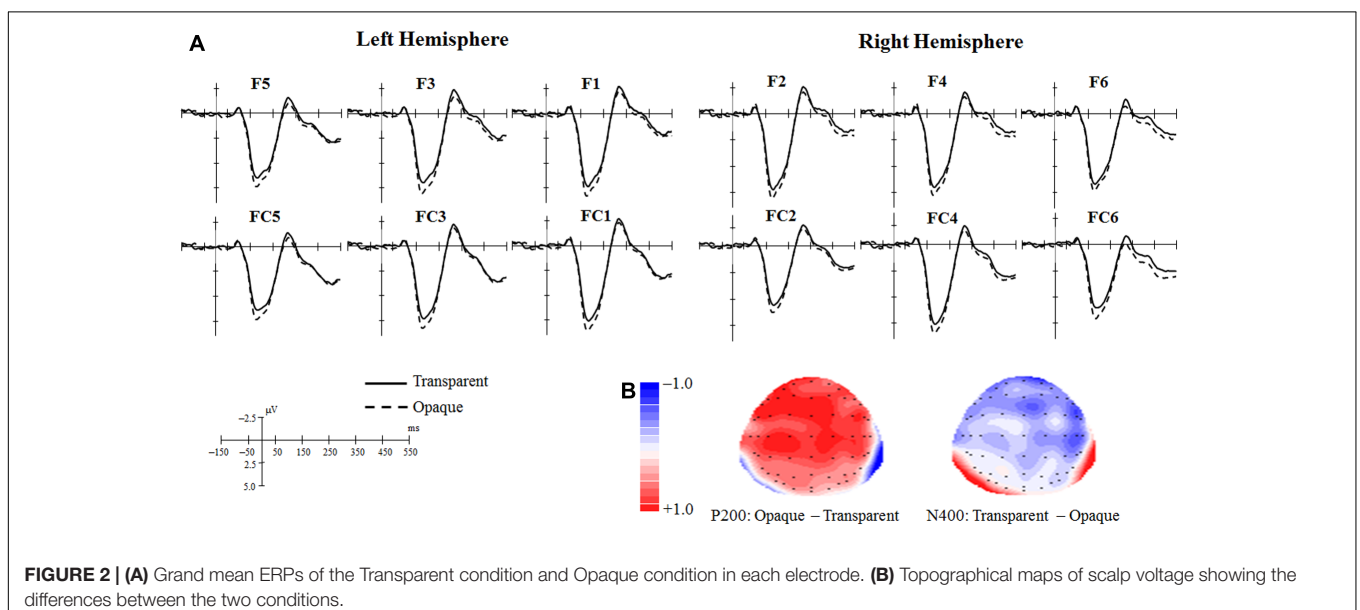 A
Left Hemisphere
Right Hemisphere
F5
F3
F1
F2
F4
F6
FC5
FC3
FC1
FC2
FC4
FC6
Transparent
Opaque
−2.5
μV
ms
−150 −50 50 150 250 350 450 550
2.5
5.0
B
−1.0
+1.0
P200: Opaque − Transparent
N400: Transparent − Opaque
FIGURE 2 | (A) Grand mean ERPs of the Transparent condition and Opaque condition in each electrode. (B) Topographical maps of scalp voltage showing the
differences between the two conditions.